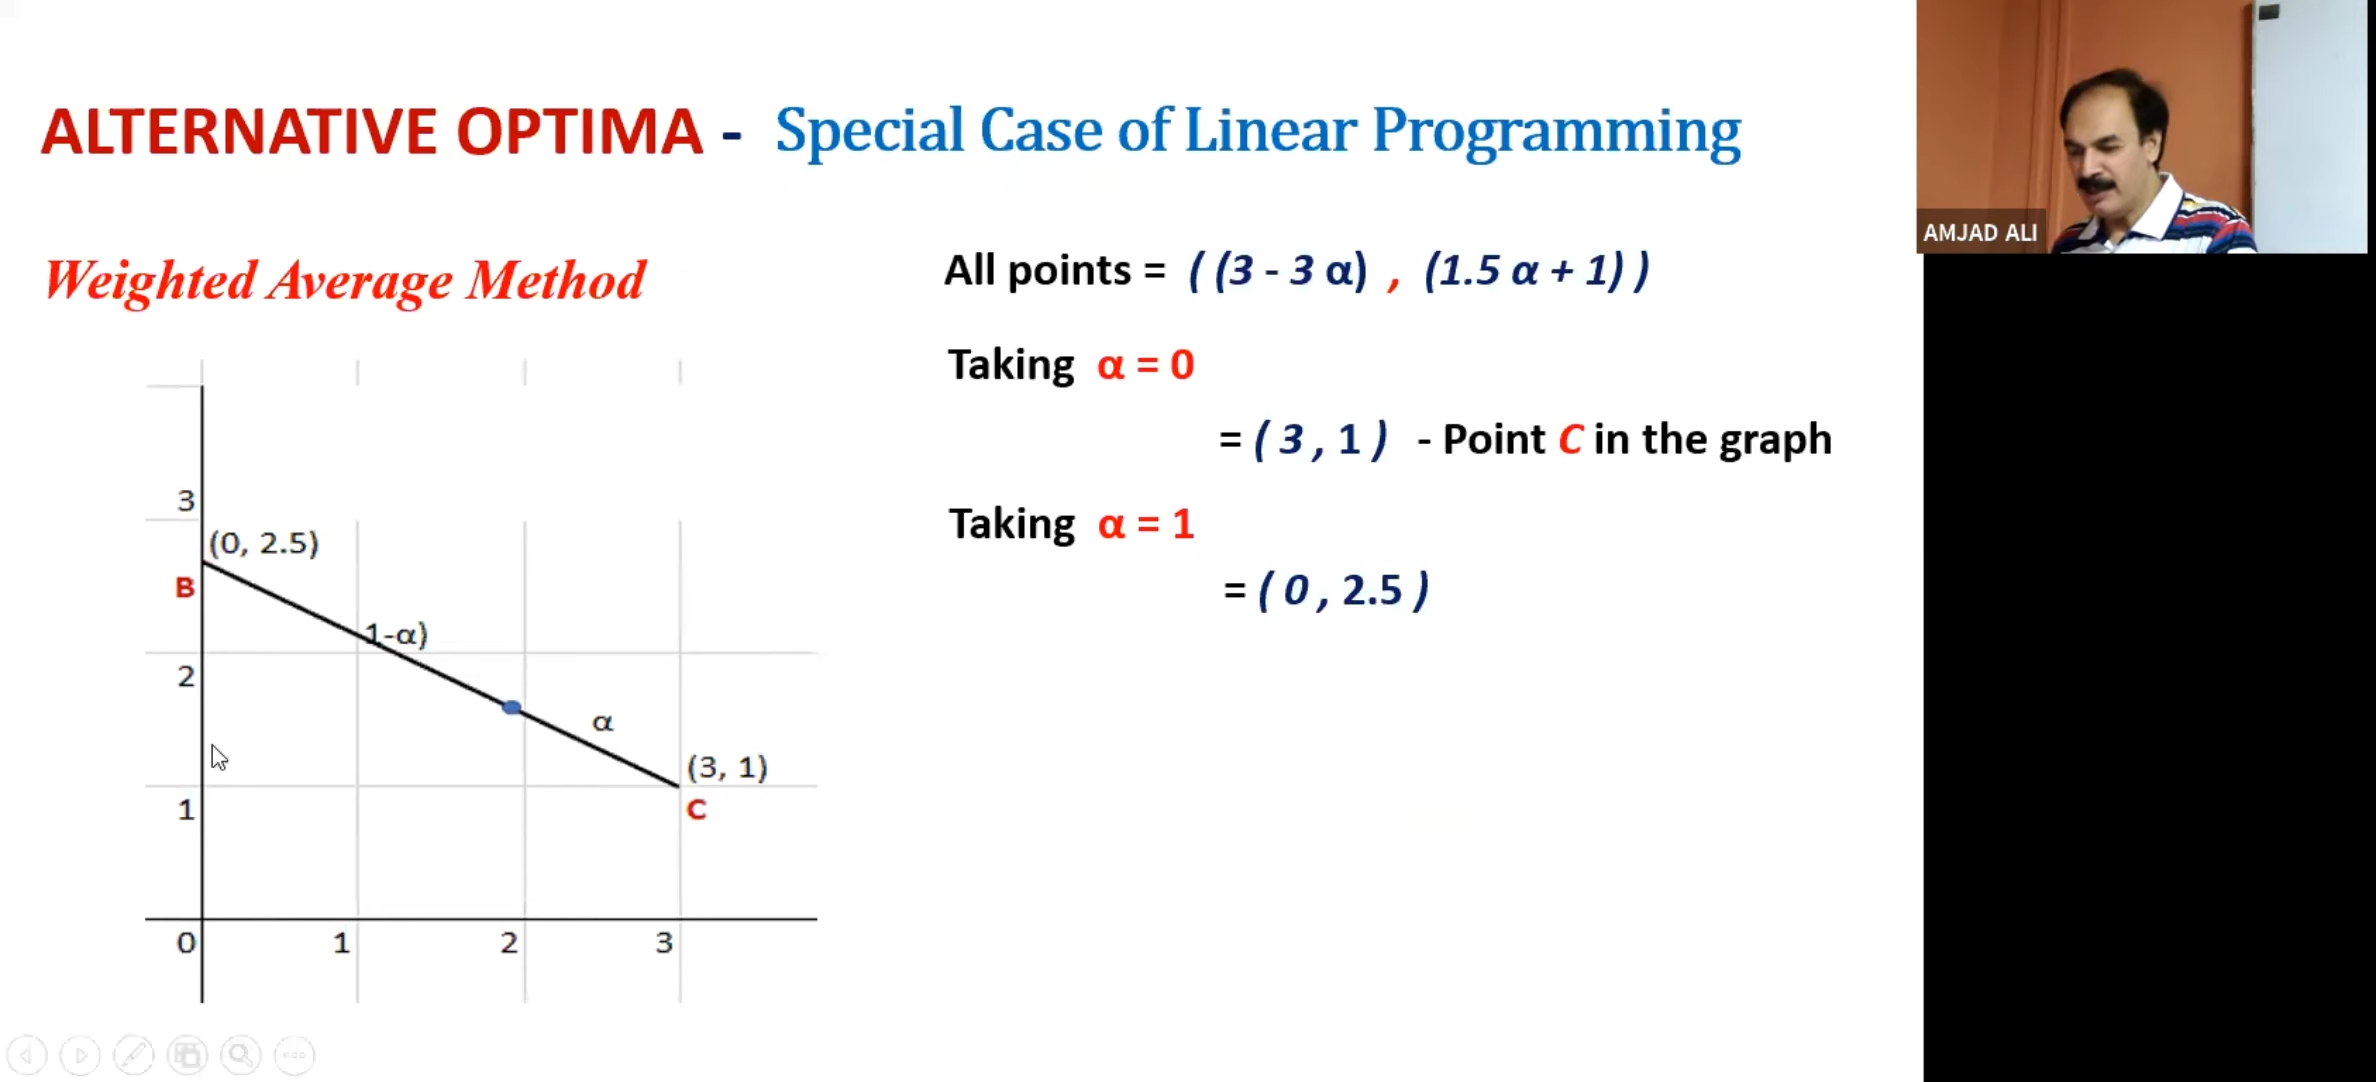 ALTERNATIVE OPTIMA - Special Case of Linear Programming
AMJAD ALI
Weighted Average Method
All points = ( (3 - 3 α) , (1.5 α + 1) )
Taking α = 0
= ( 3 , 1 ) - Point C in the graph
Taking α = 1
= ( 0 , 2.5 )
3
(0, 2.5)
B
1-α)
2
α
(3, 1)
1
C
0 1 2 3